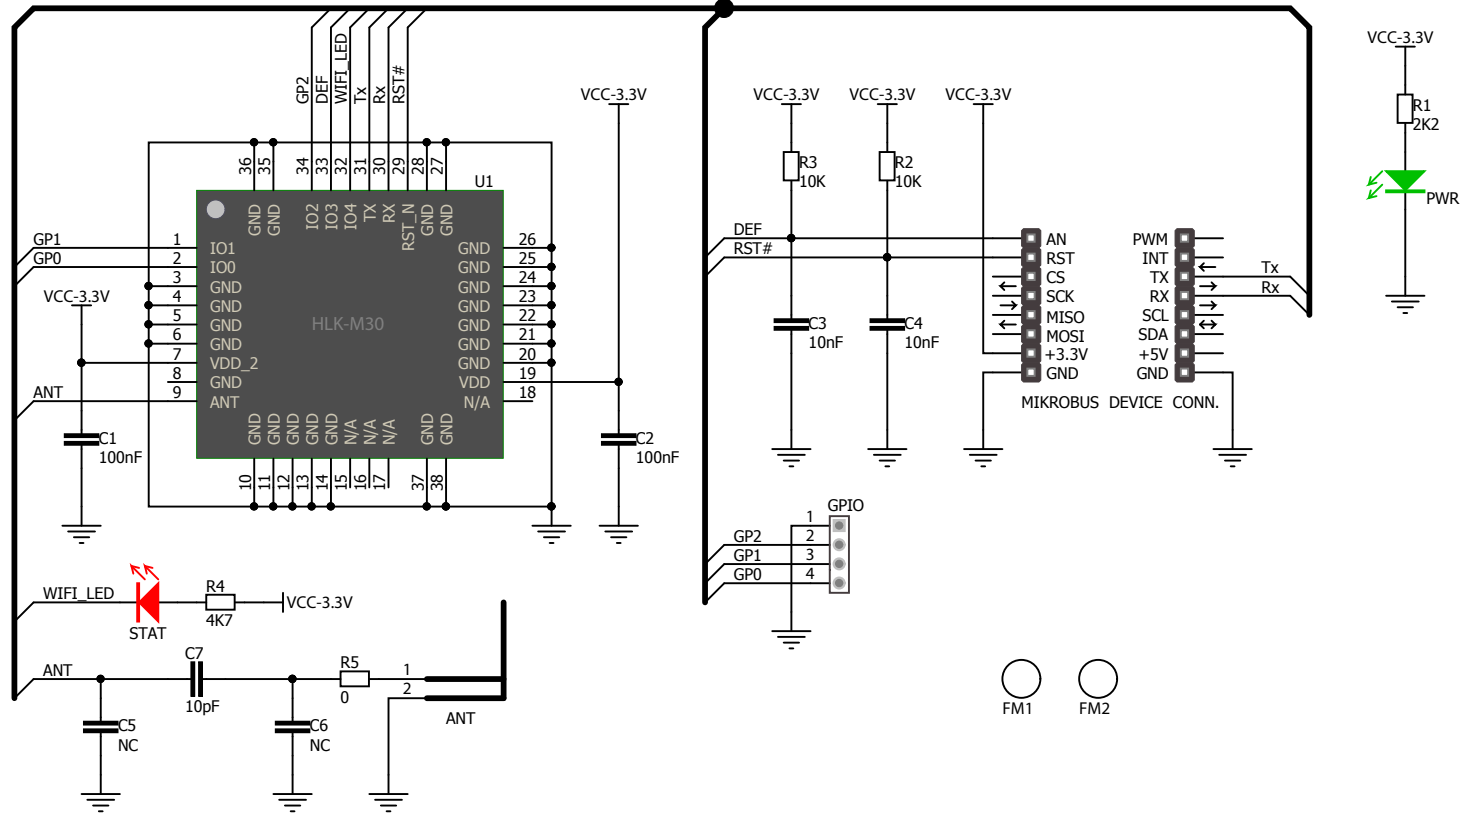 VCC-3.3V
R1
2K2
PWR
GP2
DEF
WIFI_LED
Tx
Rx
RST#
VCC-3.3V
VCC-3.3V
VCC-3.3V
VCC-3.3V
36
35
34
33
32
31
30
29
28
27
U1
GND
GND
IO2
IO3
IO4
TX
RX
RST_N
GND
GND
GP1
1
IO1
GP0
2
IO0
3
GND
4
GND
5
GND
6
GND
7
VDD_2
8
GND
ANT
9
ANT
VCC-3.3V
HLK-M30
GND
26
GND
25
GND
24
GND
23
GND
22
GND
21
GND
20
VDD
19
N/A
18
GND
GND
GND
GND
GND
N/A
N/A
N/A
GND
GND
10
11
12
13
14
15
16
17
37
38
C1
100nF
C2
100nF
R3
10K
R2
10K
DEF
RST#
C3
10nF
C4
10nF
AN
RST
CS
SCK
MISO
MOSI
+3.3V
GND
PWM
INT
TX
RX
SCL
SDA
+5V
GND
Tx
Rx
MIKROBUS DEVICE CONN.
GPIO
1
GP2
2
GP1
3
GP0
4
WIFI_LED
STAT
R4
4K7
VCC-3.3V
ANT
C7
10pF
R5
0
1
2
ANT
C5
NC
C6
NC
FM1
FM2